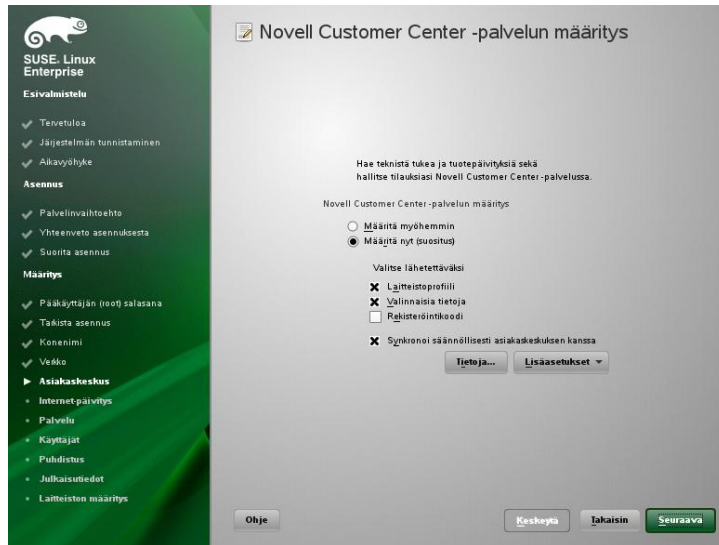 SUSE. Linux
Enterprise
Esivalmistelu
Tervetuloa
Järjestelmän tunnistaminen
Aikavyöhyke
Asennus
Palvelinvaihtoehto
Yhteenveto asennuksesta
Suorita asennus
Määritys
Pääkäyttäjän (root) salasana
Tarkista asennus
Konenimi
Verkko
Asiakaskeskus
Internet-päivitys
Palvelu
Käyttäjät
Puhdistus
Julkaisutiedot
Laitteiston määritys
Novell Customer Center -palvelun määritys
Hae teknistä tukea ja tuotepäivityksiä sekä
hallitse tilauksiasi Novell Customer Center -palvelussa.
Novell Customer Center -palvelun määritys
Määritä myöhemmin
Määritä nyt (suositus)
Valitse lähetettäväksi
Laitteistoprofiili
Valinnaisia tietoja
Rekisteröintikoodi
Synkronoi säännöllisesti asiakaskeskuksen kanssa
Tietoja... Lisäasetukset
Ohje Keskeytä Takaisin Seuraava